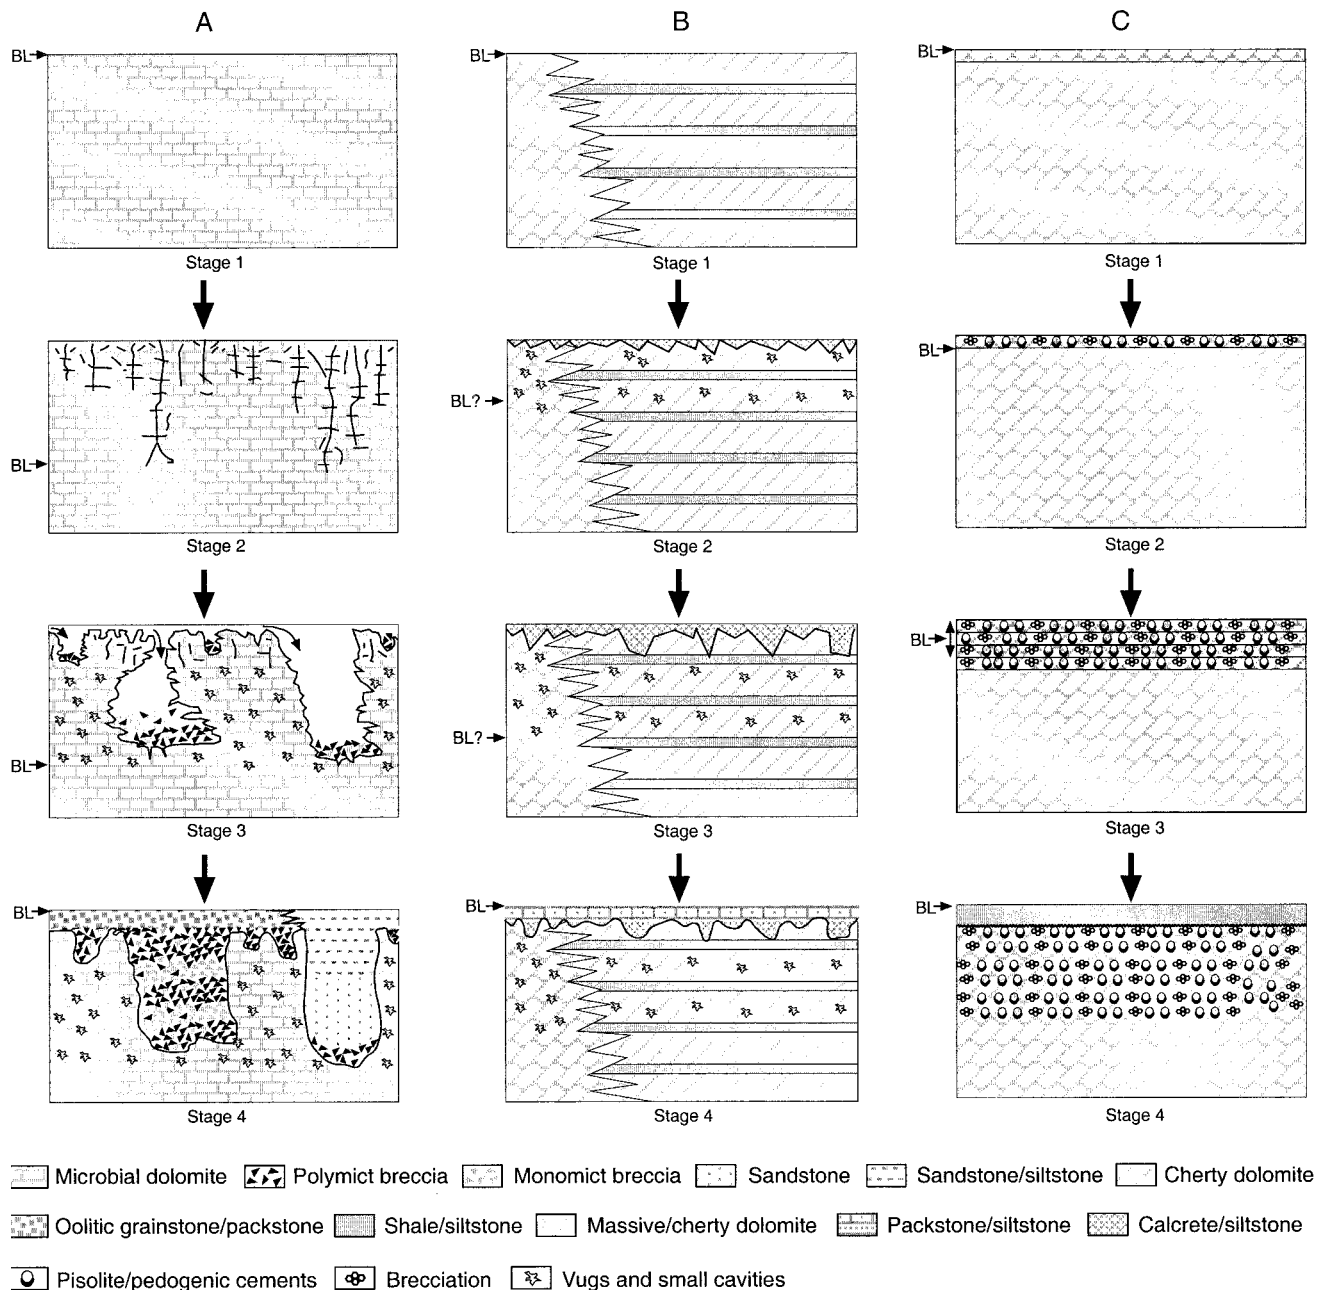 A B C
BL BL BL
Stage 1 Stage 1 Stage 1
BL BL? BL
Stage 2 Stage 2 Stage 2
BL BL? BL
Stage 3 Stage 3 Stage 3
BL BL BL
Stage 4 Stage 4 Stage 4
Microbial dolomite Polymict breccia Monomict breccia Sandstone Sandstone/siltstone Cherty dolomite
Oolitic grainstone/packstone Shale/siltstone Massive/cherty dolomite Packstone/siltstone Calcrete/siltstone
Pisolite/pedogenic cements Brecciation Vugs and small cavities